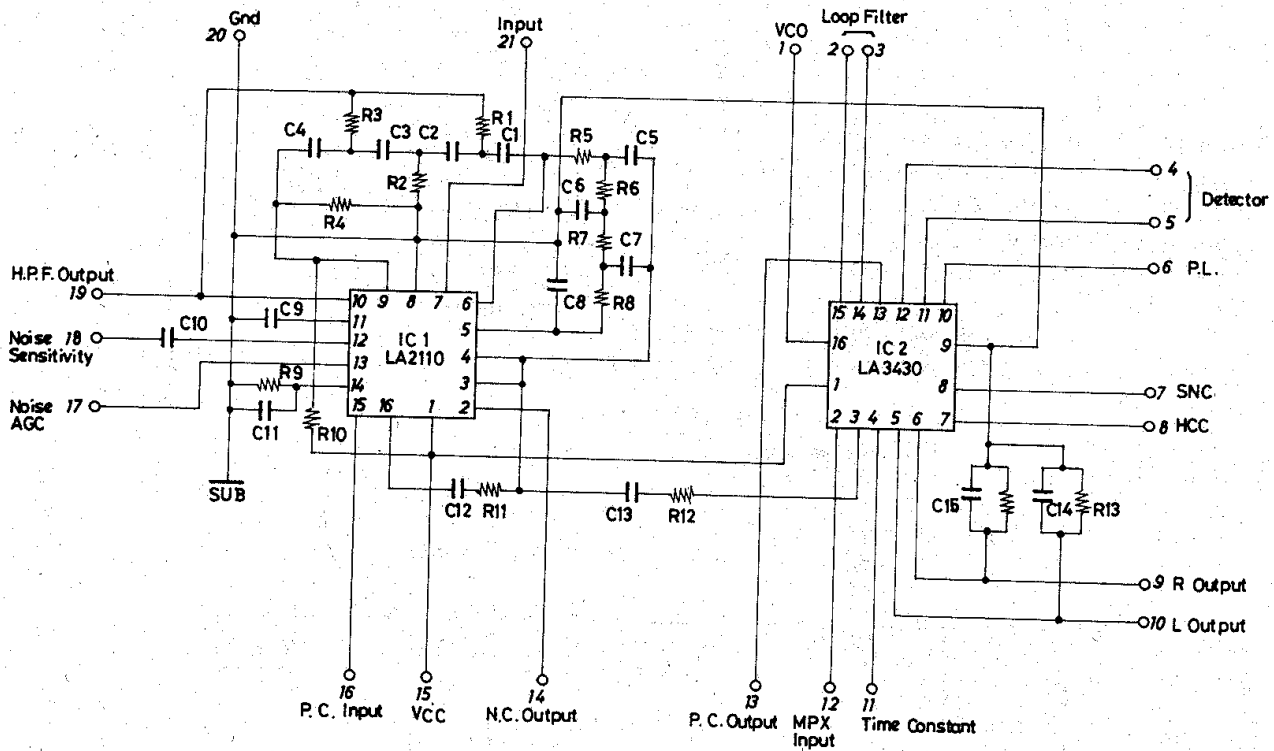 Gnd
20
Input
21
VCO
1
Loop Filter
2
3
R3
C4
C3
C2
R1
C1
R5
C5
R2
C6
R6
R4
R7
C7
C8
R8
4
5
Detector
6 P.L.
H.P.F. Output
19
C9
C10
Noise 18
Sensitivity
Noise 17
AGC
R9
C11
R10
SUB
10
9
8
7
6
11
12
13
14
15
16
1
2
3
4
5
IC 1
LA2110
15
14
13
12
11
10
16
1
2
3
4
5
6
7
8
9
IC 2
LA3430
7 SNC
8 HCC
C12
R11
C13
R12
C15
C14
R13
9 R Output
10 L Output
16
P. C. Input
15
VCC
14
N.C. Output
13
P. C. Output
12
MPX
Input
11
Time Constant